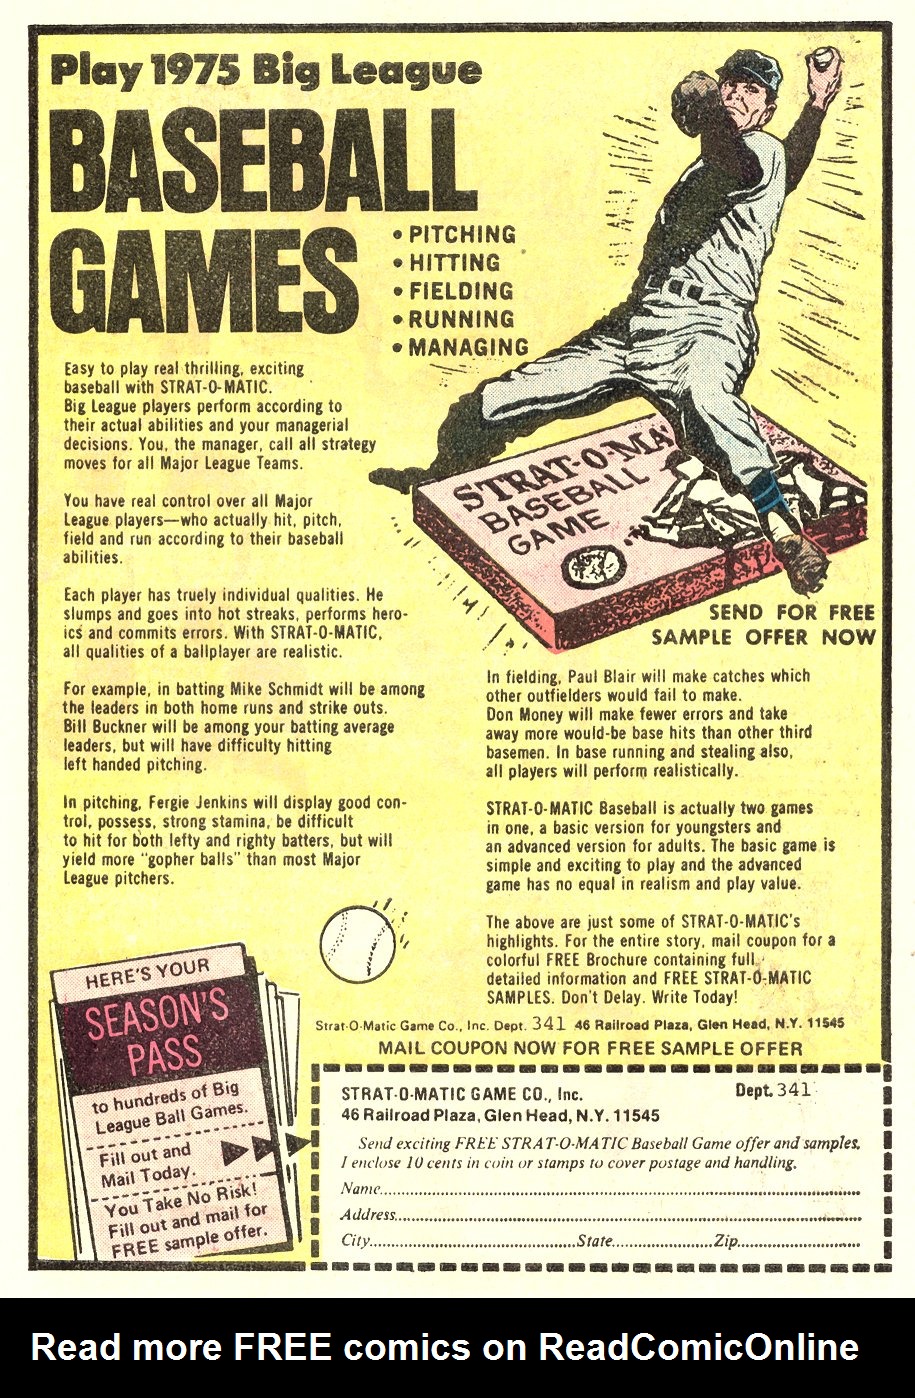 Play 1975 Big League
BASEBALL
GAMES
• PITCHING
• HITTING
• FIELDING
• RUNNING
• MANAGING
Easy to play real thrilling, exciting
baseball with STRAT-O-MATIC.
Big League players perform according to
their actual abilities and your managerial
decisions. You, the manager, call all strategy
moves for all Major League Teams.
You have real control over all Major
League players—who actually hit, pitch,
field and run according to their baseball
abilities.
Each player has truely individual qualities. He
slumps and goes into hot streaks, performs hero-
ics and commits errors. With STRAT-O-MATIC,
all qualities of a ballplayer are realistic.
For example, in batting Mike Schmidt will be among
the leaders in both home runs and strike outs.
Bill Buckner will be among your batting average
leaders, but will have difficulty hitting
left handed pitching.
In pitching, Fergie Jenkins will display good con-
trol, possess, strong stamina, be difficult
to hit for both lefty and righty batters, but will
yield more "gopher balls" than most Major
League pitchers.
STRAT-O-MA
BASEBALL
GAME
SEND FOR FREE
SAMPLE OFFER NOW
In fielding, Paul Blair will make catches which
other outfielders would fail to make.
Don Money will make fewer errors and take
away more would-be base hits than other third
basemen. In base running and stealing also,
all players will perform realistically.
STRAT-O-MATIC Baseball is actually two games
in one, a basic version for youngsters and
an advanced version for adults. The basic game is
simple and exciting to play and the advanced
game has no equal in realism and play value.
The above are just some of STRAT-O-MATIC's
highlights. For the entire story, mail coupon for a
colorful FREE Brochure containing full
detailed information and FREE STRAT-O-MATIC
SAMPLES. Don't Delay. Write Today!
Strat-O-Matic Game Co., Inc. Dept. 341 46 Railroad Plaza, Glen Head, N.Y. 11545
MAIL COUPON NOW FOR FREE SAMPLE OFFER
HERE'S YOUR
SEASON'S
PASS
to hundreds of Big
League Ball Games.
Fill out and
Mail Today.
You Take No Risk!
Fill out and mail for
FREE sample offer.
STRAT-O-MATIC GAME CO., Inc. Dept. 341
46 Railroad Plaza, Glen Head, N.Y. 11545
Send exciting FREE STRAT-O-MATIC Baseball Game offer and samples.
I enclose 10 cents in coin or stamps to cover postage and handling.
Name
Address
City State Zip
Read more FREE comics on ReadComicOnline